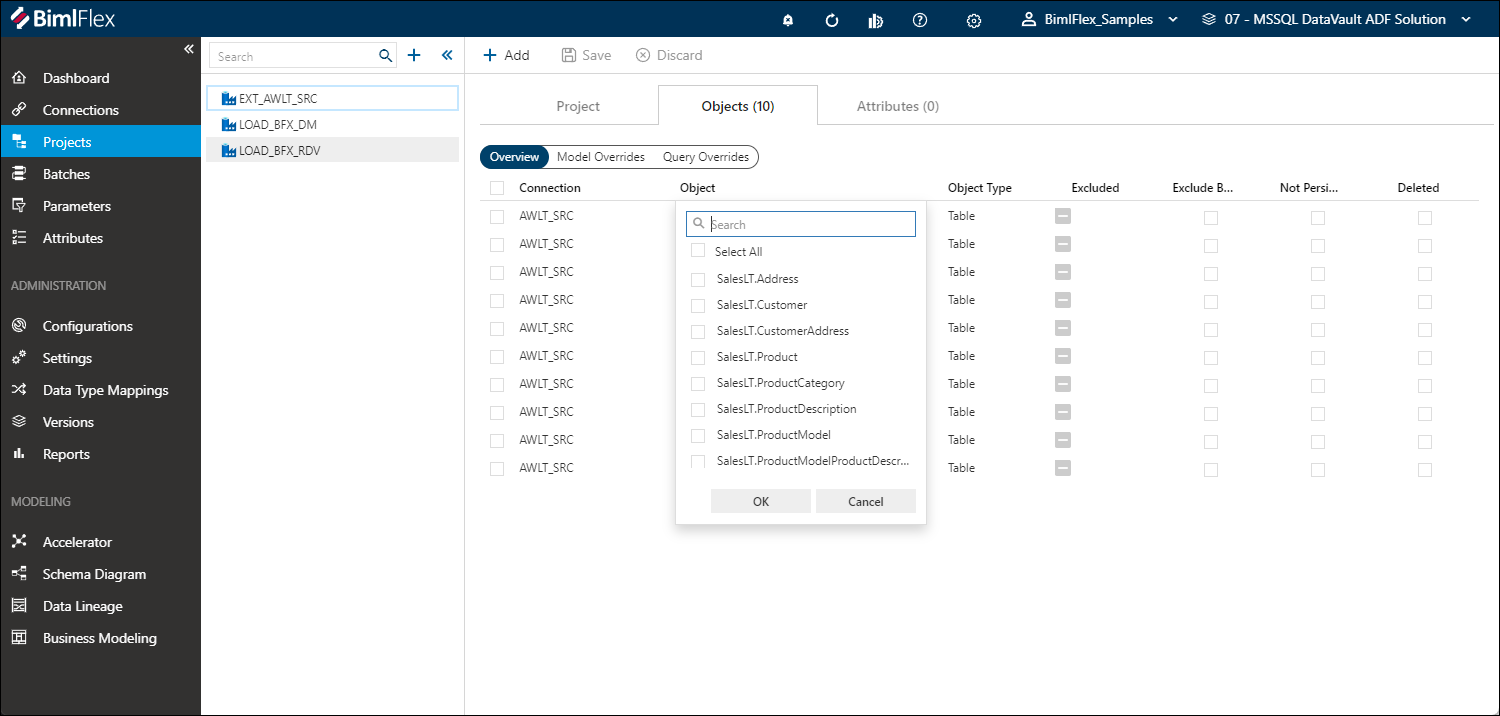 BimlFlex
BimlFlex_Samples
07 - MSSQL DataVault ADF Solution
Dashboard
Connections
Projects
Batches
Parameters
Attributes
ADMINISTRATION
Configurations
Settings
Data Type Mappings
Versions
Reports
MODELING
Accelerator
Schema Diagram
Data Lineage
Business Modeling
Search
EXT_AWLT_SRC
LOAD_BFX_DM
LOAD_BFX_RDV
Add Save Discard
Project Objects (10) Attributes (0)
Overview Model Overrides Query Overrides
Connection Object Object Type Excluded Exclude B... Not Persi... Deleted
AWLT_SRC Table
AWLT_SRC Table
AWLT_SRC Table
AWLT_SRC Table
AWLT_SRC Table
AWLT_SRC Table
AWLT_SRC Table
AWLT_SRC Table
AWLT_SRC Table
AWLT_SRC Table
Search
Select All
SalesLT.Address
SalesLT.Customer
SalesLT.CustomerAddress
SalesLT.Product
SalesLT.ProductCategory
SalesLT.ProductDescription
SalesLT.ProductModel
SalesLT.ProductModelProductDescr...
OK Cancel